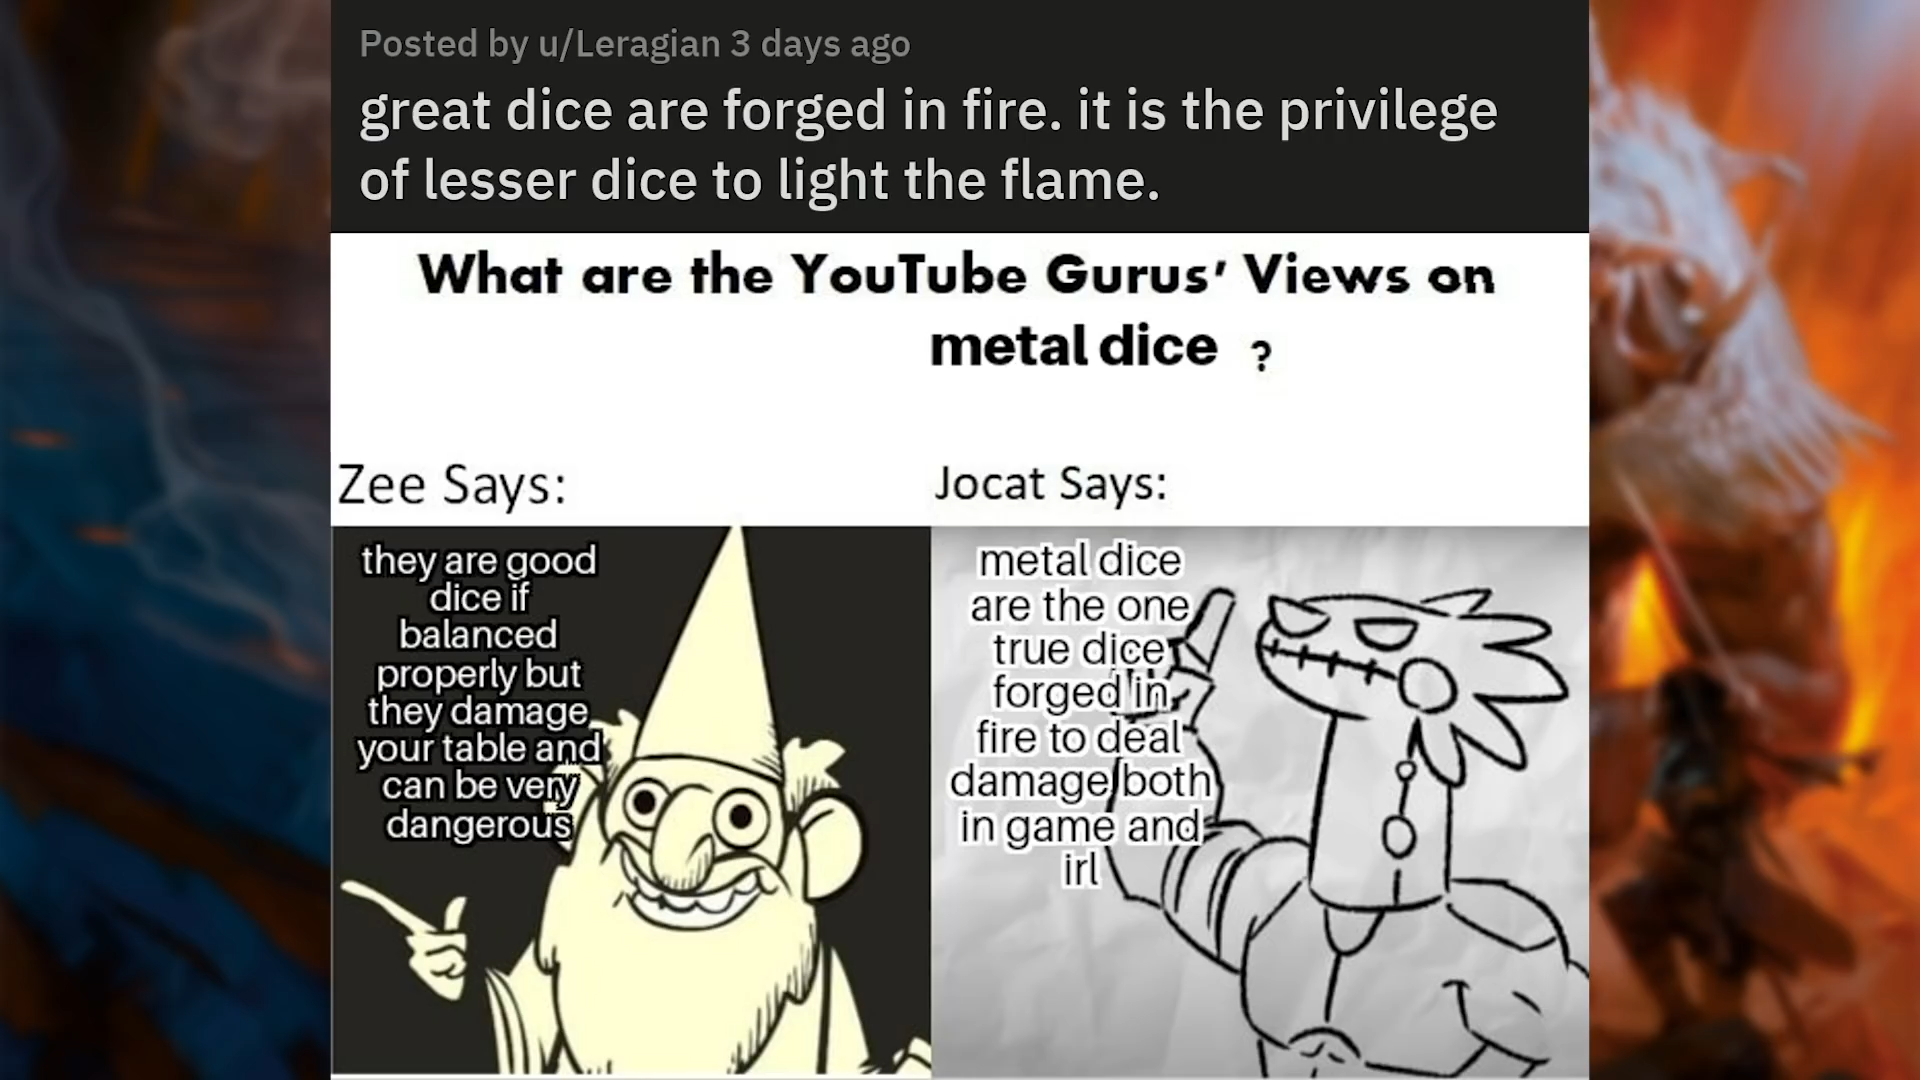 Posted by u/Leragian 3 days ago
great dice are forged in fire. it is the privilege
of lesser dice to light the flame.
What are the YouTube Gurus' Views on
metal dice ?
Zee Says:
they are good
dice if
balanced
properly but
they damage
your table and
can be very
dangerous
Jocat Says:
metal dice
are the one
true dice
forged in
fire to deal
damage both
in game and
irl